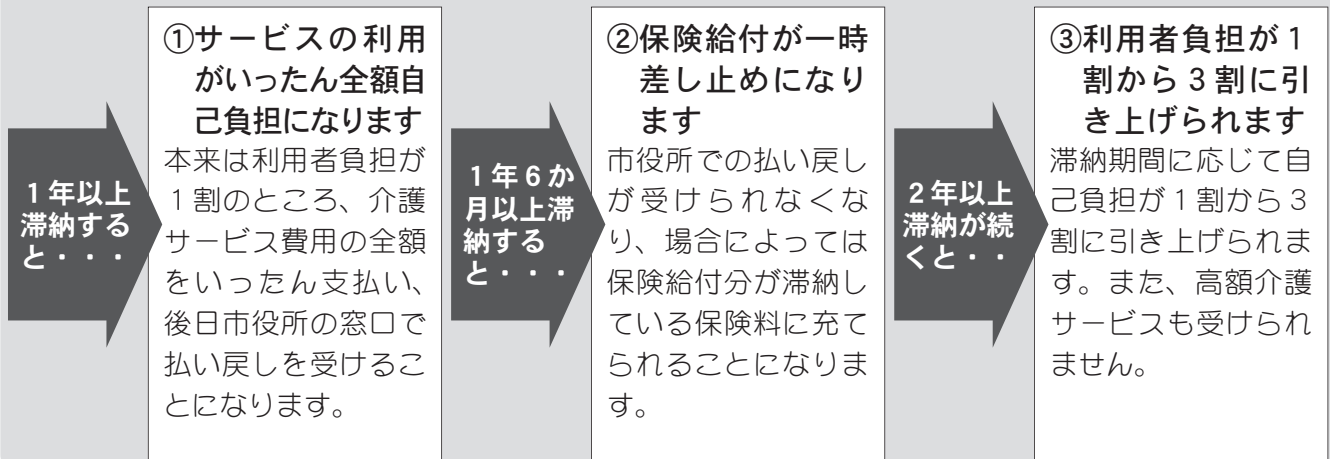 1年以上
滞納する
と・・・
①サービスの利用
がいったん全額自
己負担になります
本来は利用者負担が
1割のところ、介護
サービス費用の全額
をいったん支払い、
後日市役所の窓口で
払い戻しを受けるこ
とになります。
1年6か
月以上滞
納する
と・・・
②保険給付が一時
差し止めになり
ます
市役所での払い戻し
が受けられなくな
り、場合によっては
保険給付分が滞納し
ている保険料に充て
られることになりま
す。
2年以上
滞納が続
くと・・
③利用者負担が1
割から3割に引
き上げられます
滞納期間に応じて自
己負担が1割から3
割に引き上げられま
す。また、高額介護
サービスも受けられ
ません。